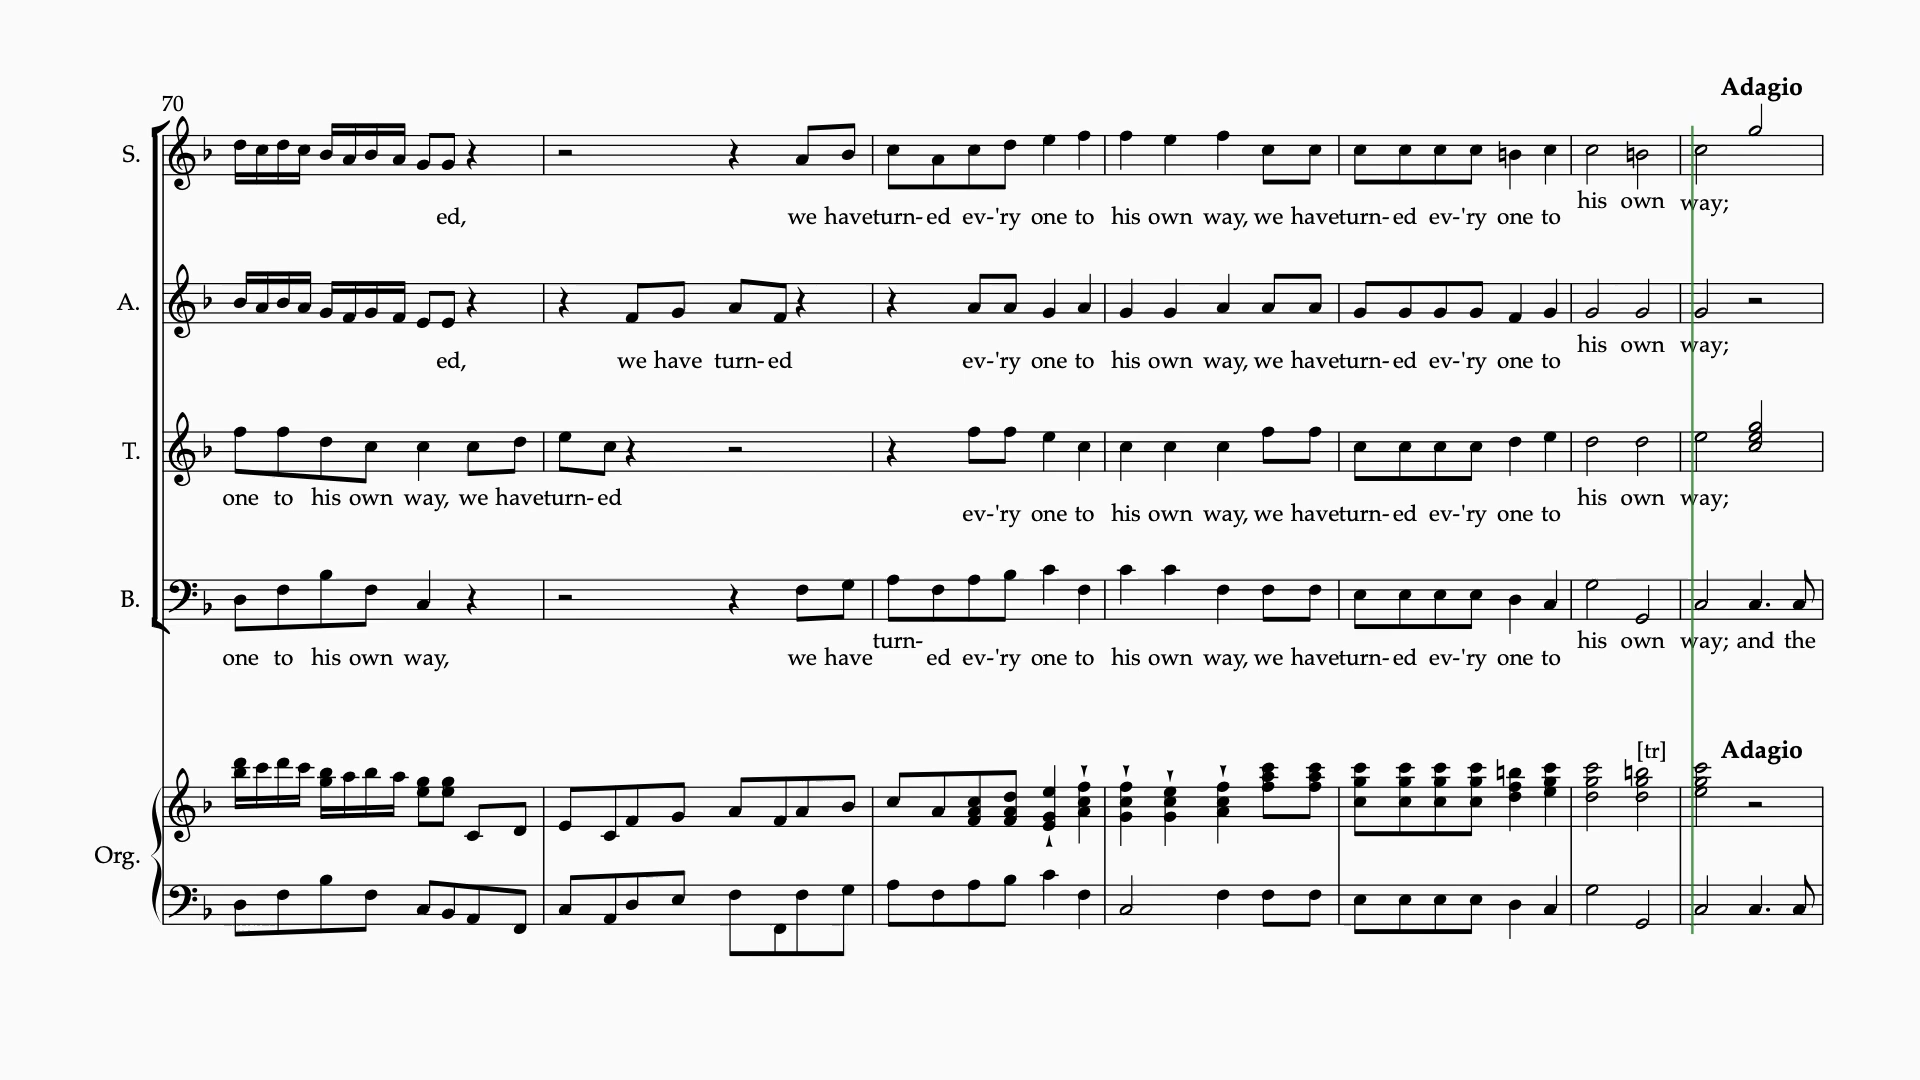 Adagio
70
S.
ed, we have turn- ed ev-'ry one to his own way, we have turn- ed ev-'ry one to his own way;
A.
ed, we have turn- ed ev-'ry one to his own way, we have turn- ed ev-'ry one to his own way;
T.
one to his own way, we have turn- ed ev-'ry one to his own way, we have turn- ed ev-'ry one to his own way;
B.
one to his own way, we have turn- ed ev-'ry one to his own way, we have turn- ed ev-'ry one to his own way; and the
[tr] Adagio
Org.